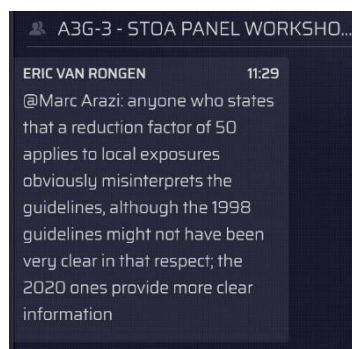 A3G-3 - STOA PANEL WORKSHO...
ERIC VAN RONGEN 11:29
@Marc Arazi: anyone who states
that a reduction factor of 50
applies to local exposures
obviously misinterprets the
guidelines, although the 1998
guidelines might not have been
very clear in that respect; the
2020 ones provide more clear
information